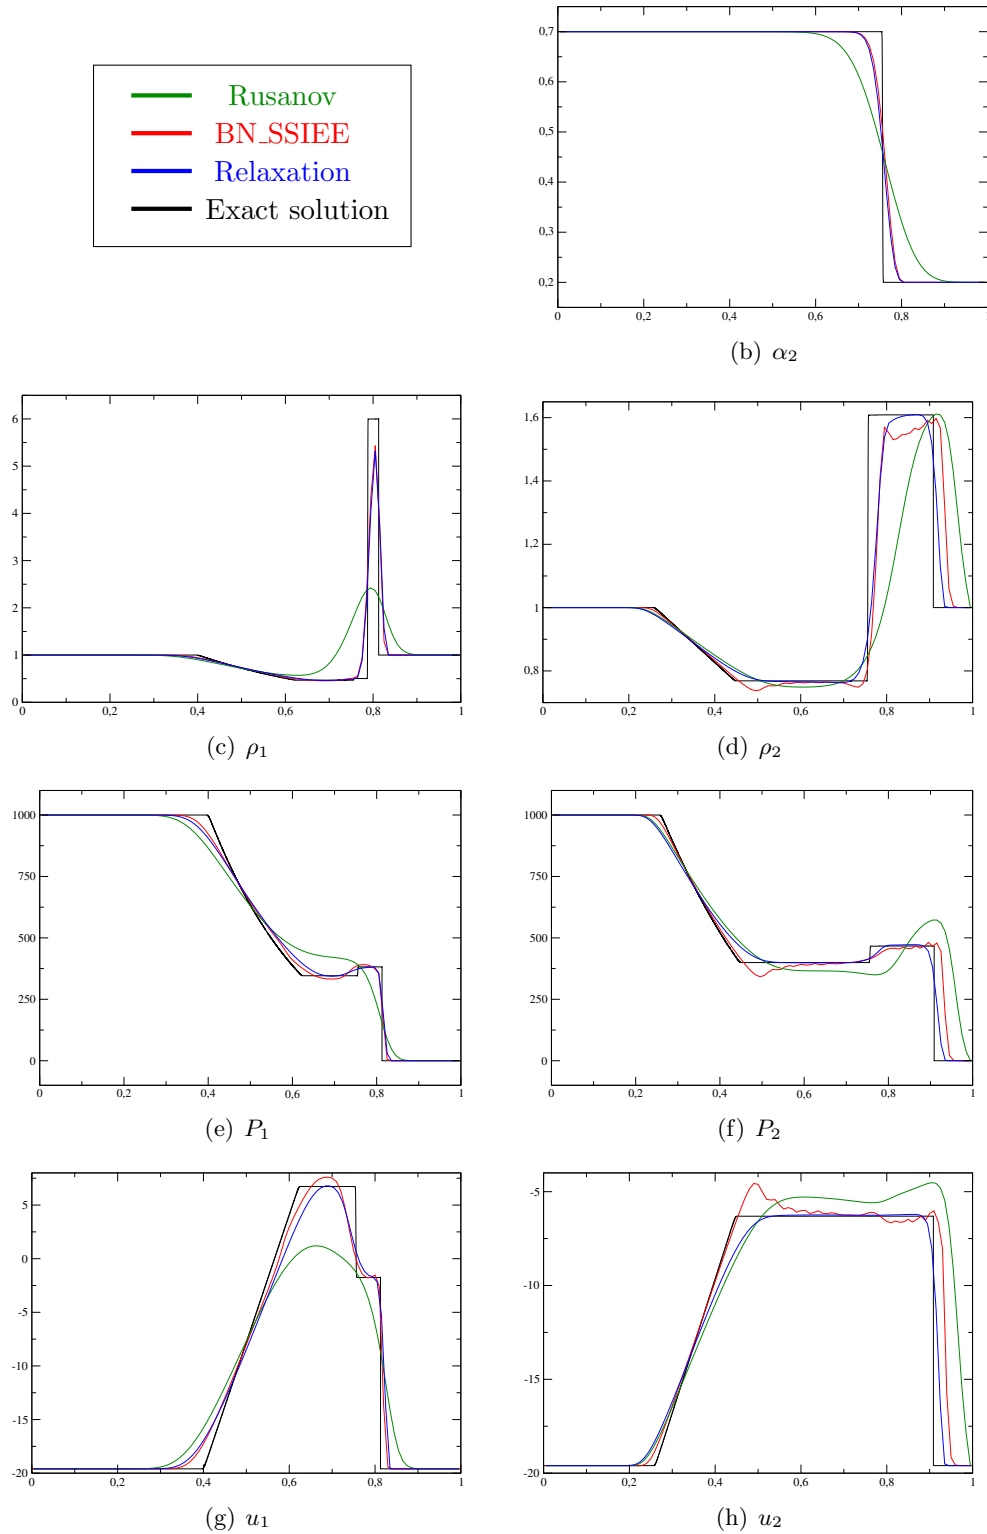 Rusanov
BN_SSIEE
Relaxation
Exact solution
0,7
0,6
0,5
0,4
0,3
0,2
0 0,2 0,4 0,6 0,8 1
(b) α₂
6
5
4
3
2
1
0
0 0,2 0,4 0,6 0,8 1
(c) ρ₁
1,6
1,4
1,2
1
0,8
0 0,2 0,4 0,6 0,8 1
(d) ρ₂
1000
750
500
250
0
0 0,2 0,4 0,6 0,8 1
(e) P₁
1000
750
500
250
0
0 0,2 0,4 0,6 0,8 1
(f) P₂
5
0
-5
-10
-15
-20
0 0,2 0,4 0,6 0,8 1
(g) u₁
-5
-10
-15
-20
0 0,2 0,4 0,6 0,8 1
(h) u₂